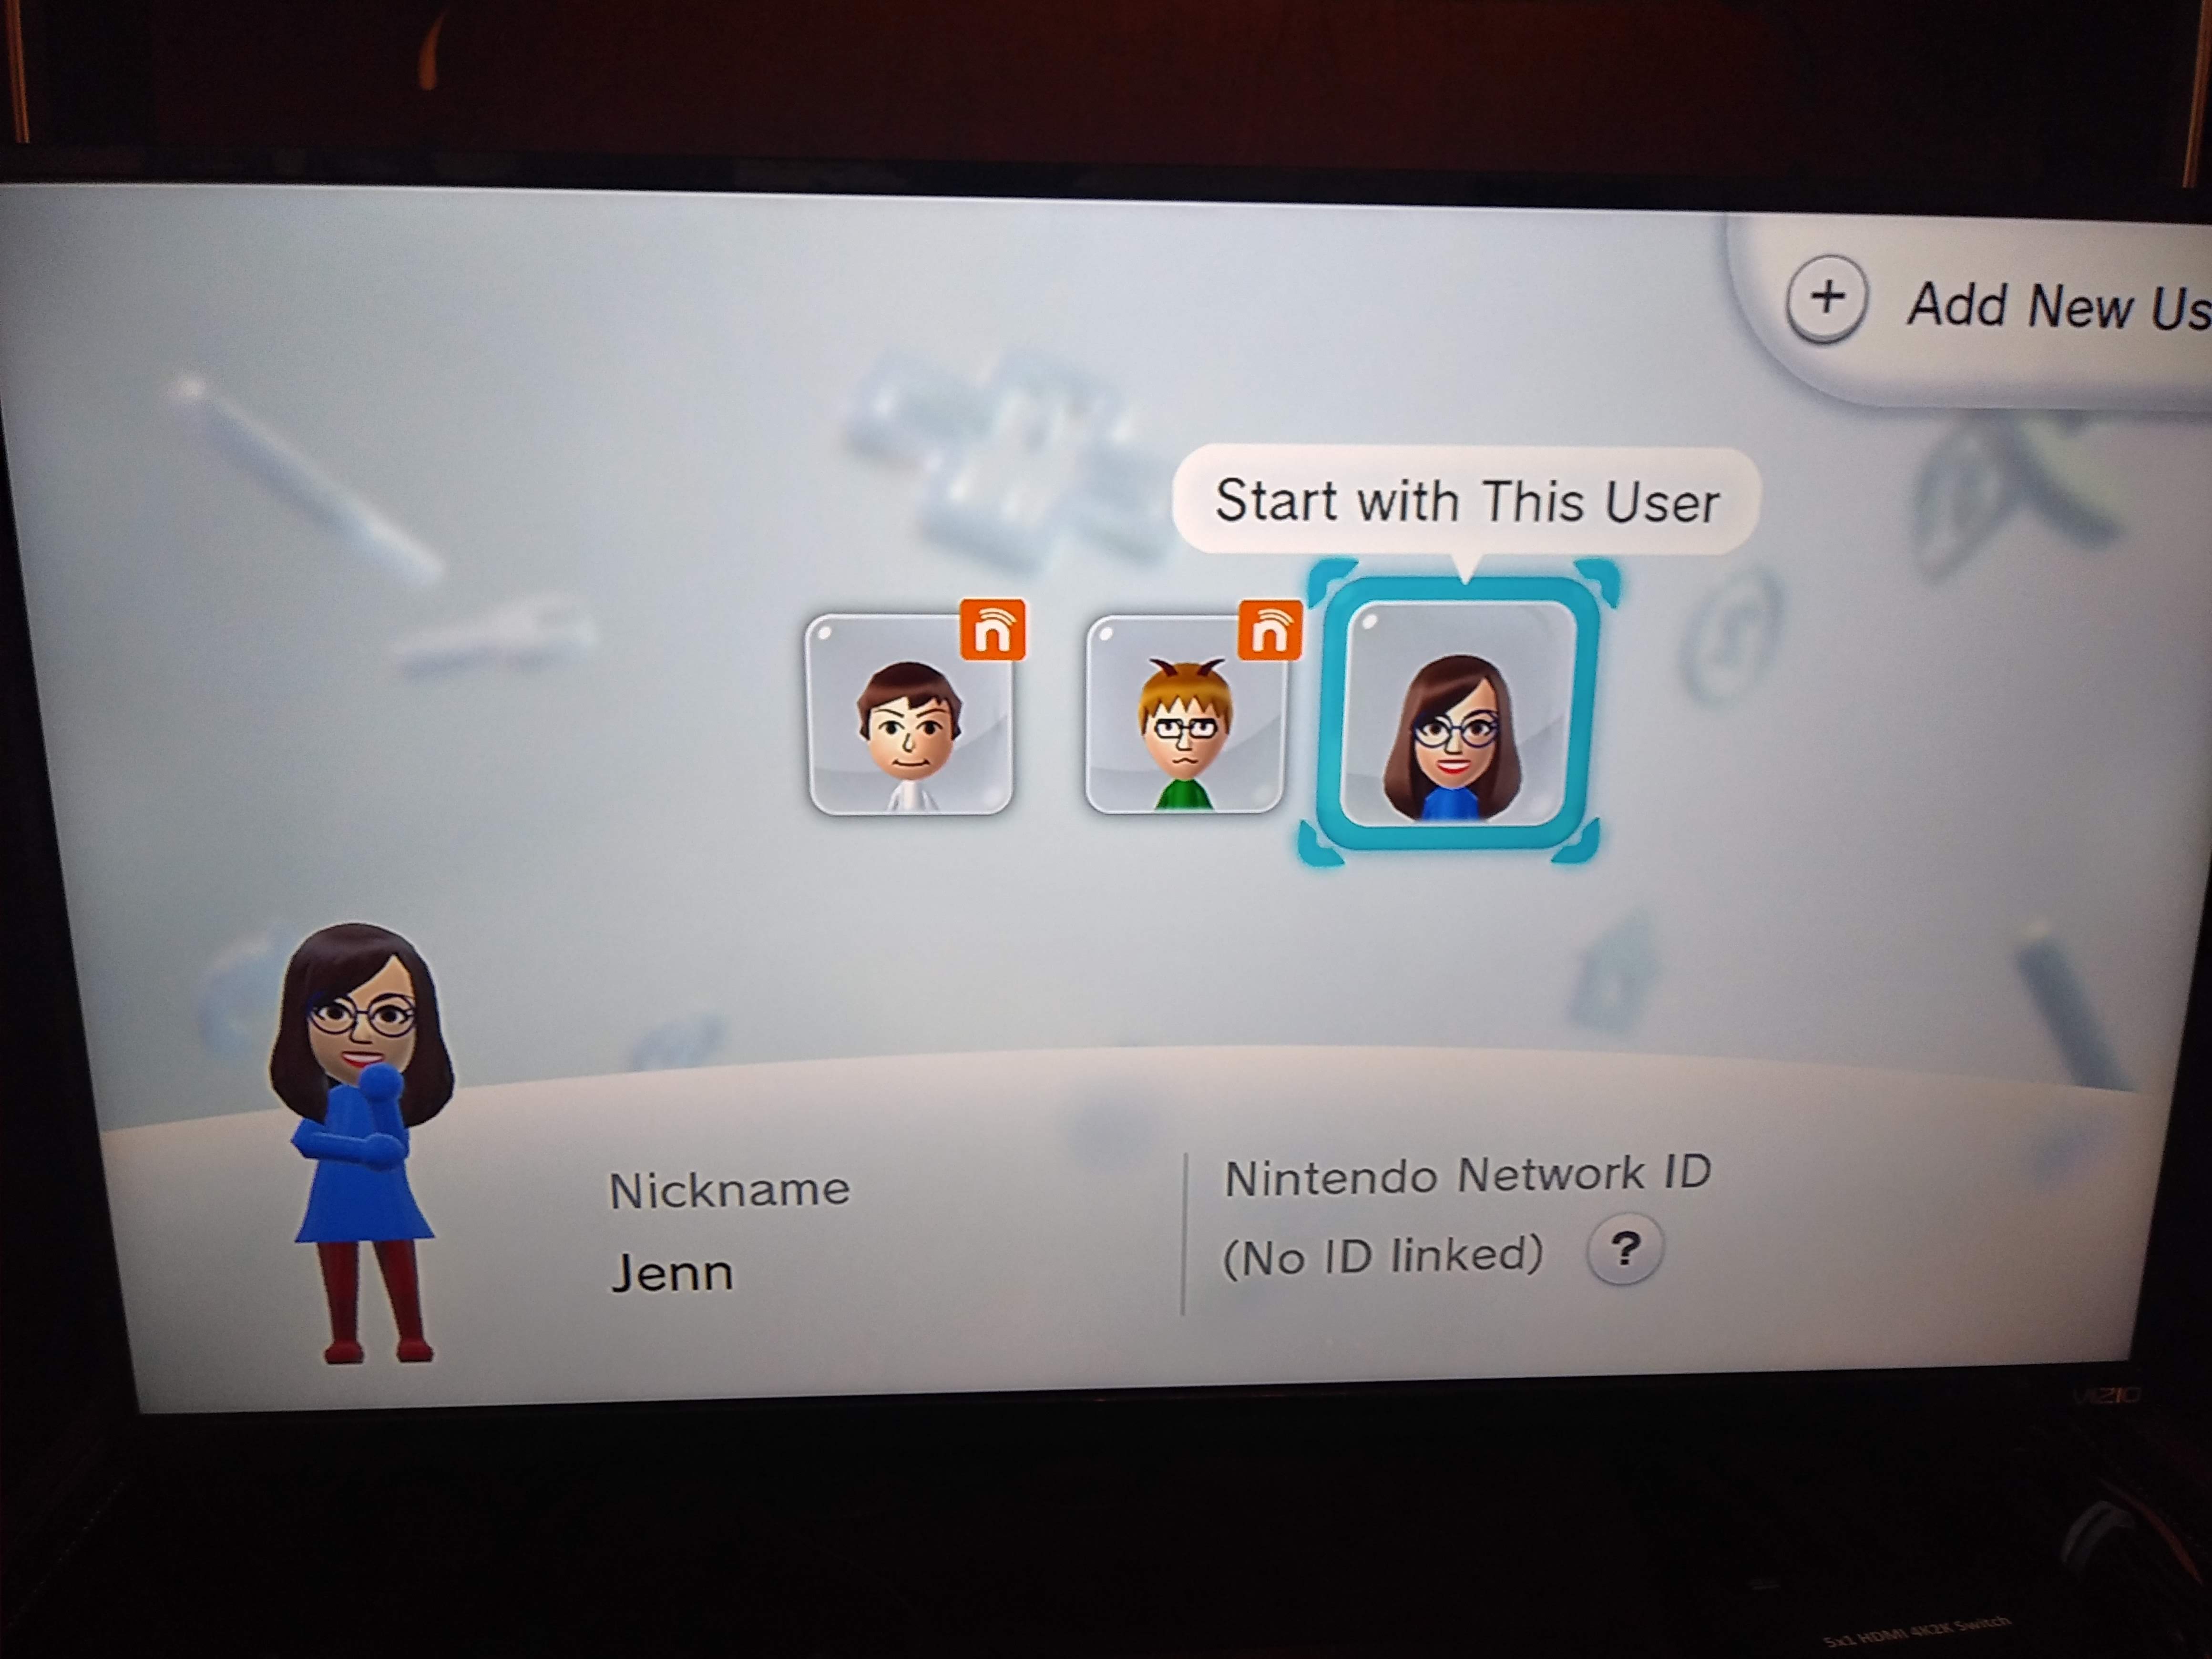 Add New Us
Start with This User
n
n
Nickname
Jenn
Nintendo Network ID
(No ID linked) ?
VIZIO
5x1 HDMI 4K2K Switch